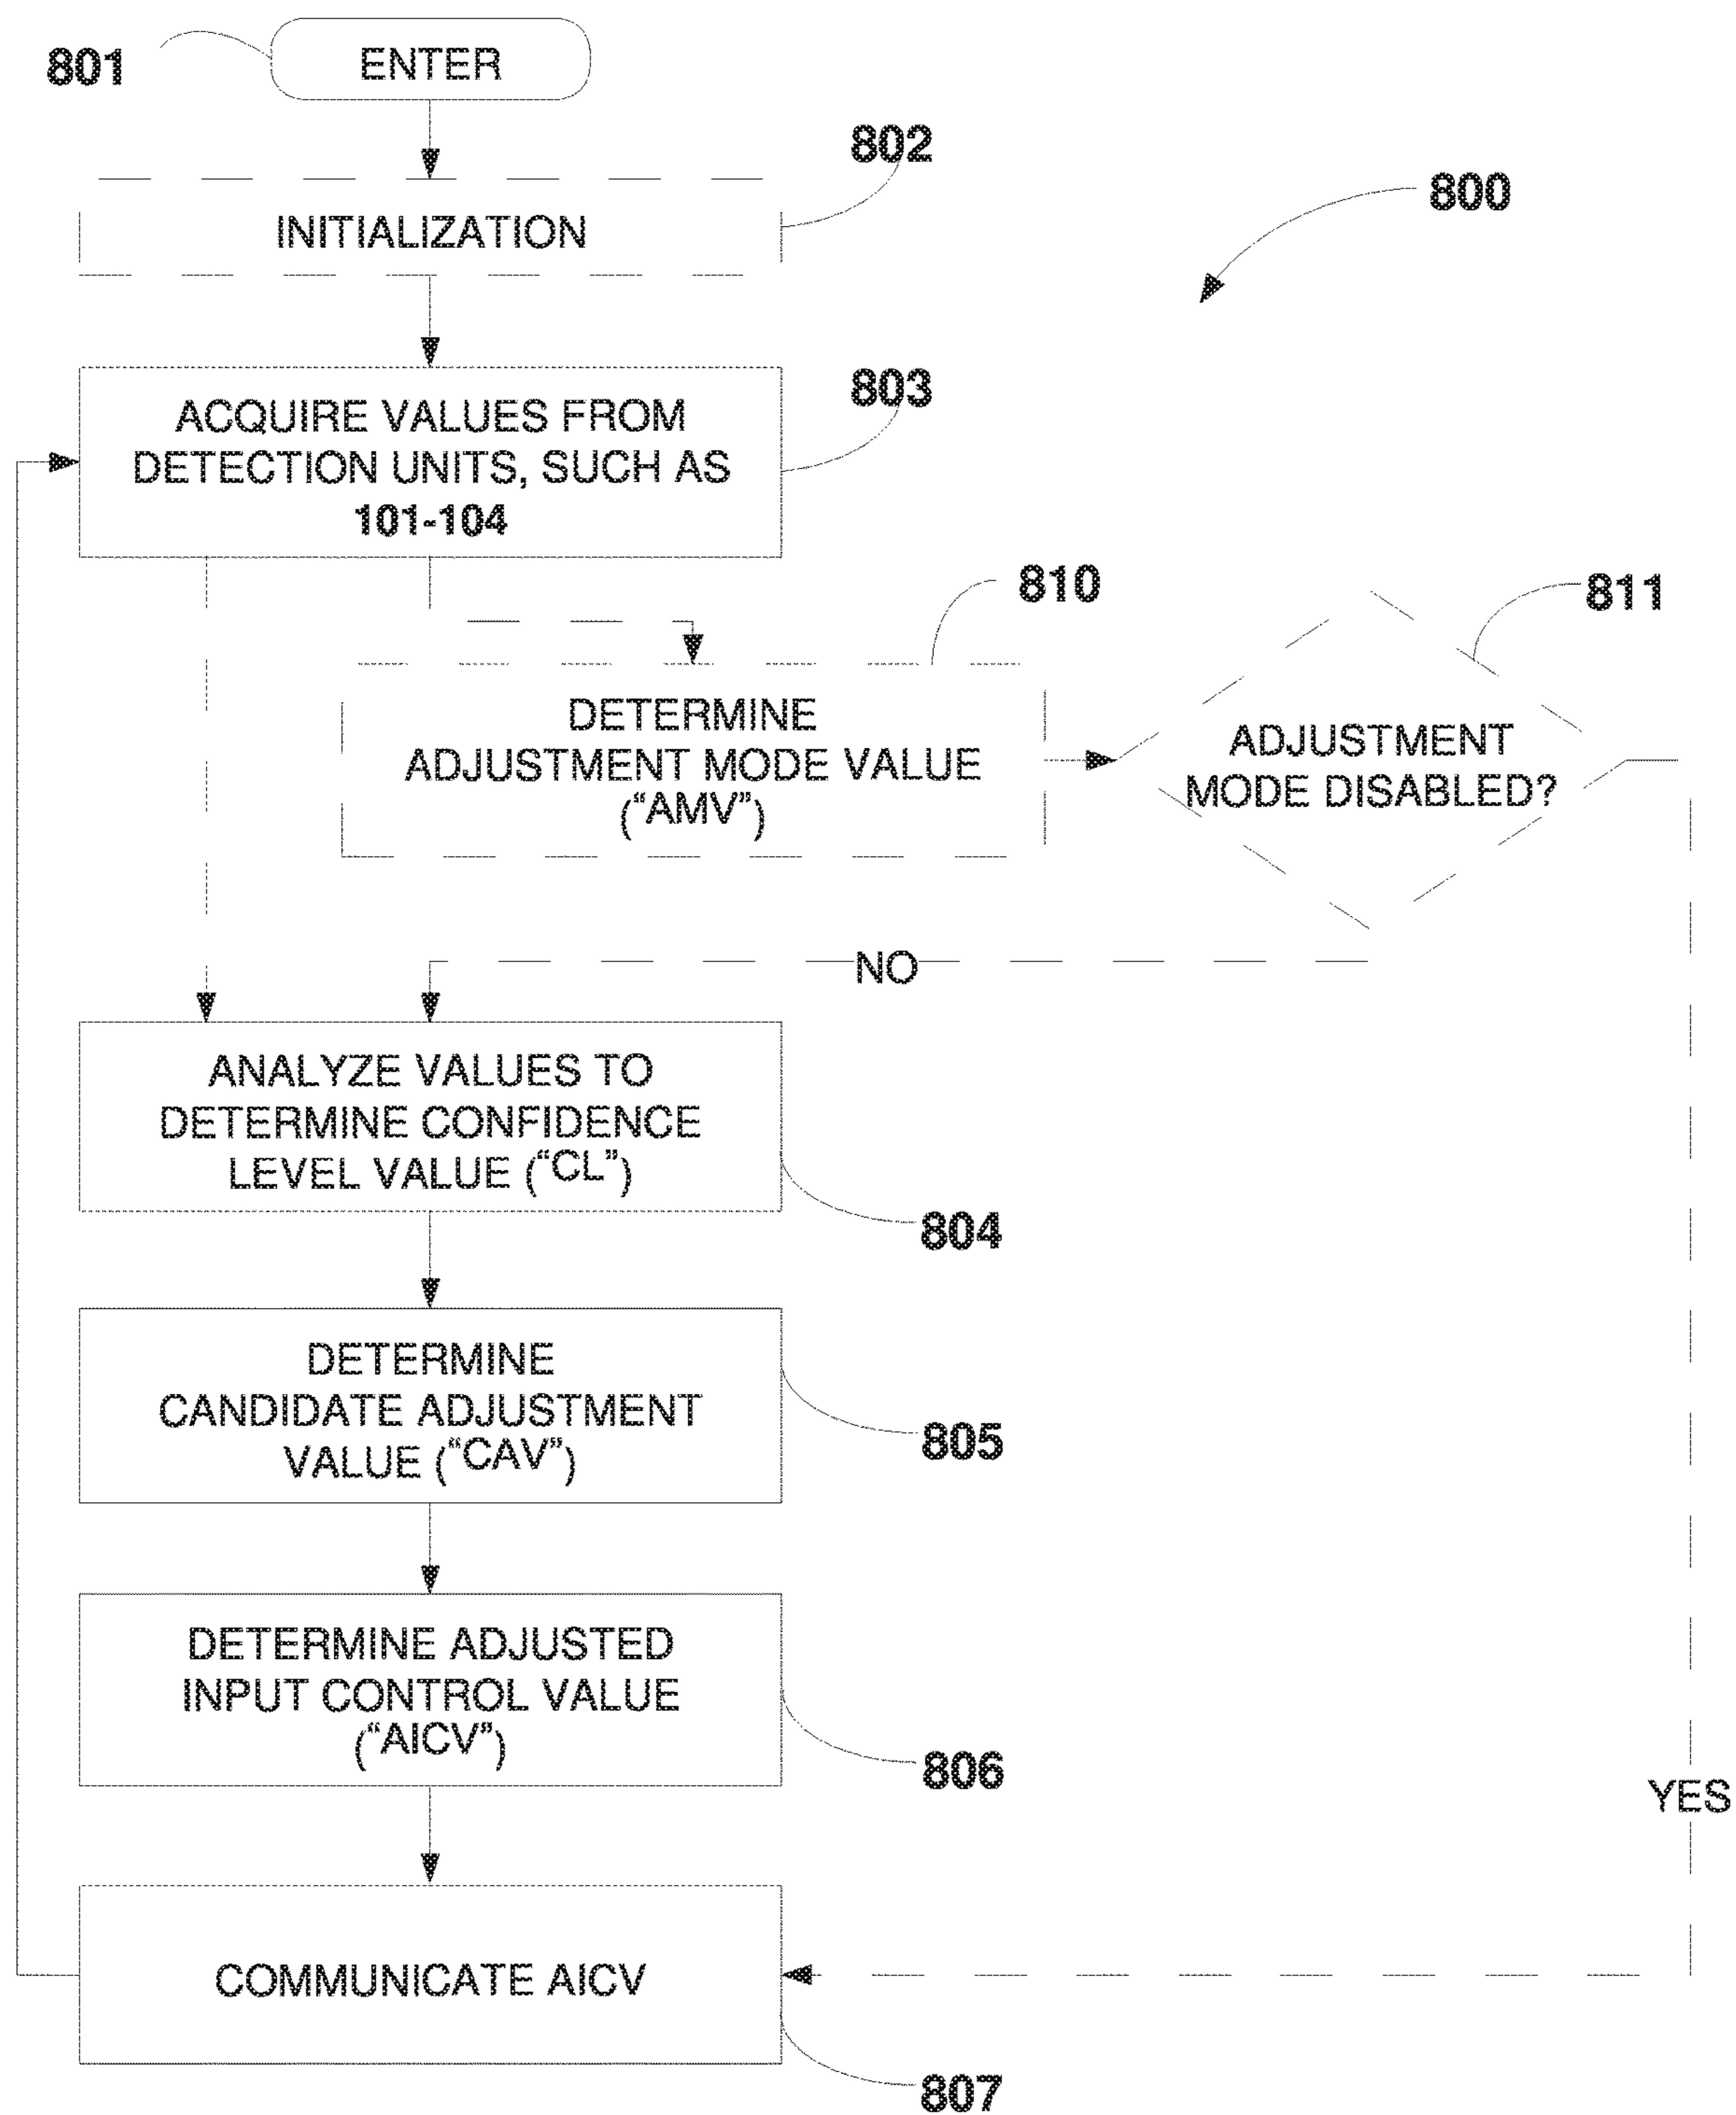 801
ENTER
802
INITIALIZATION
800
803
ACQUIRE VALUES FROM
DETECTION UNITS, SUCH AS
101-104
810
811
DETERMINE
ADJUSTMENT MODE VALUE
("AMV")
ADJUSTMENT
MODE DISABLED?
NO
ANALYZE VALUES TO
DETERMINE CONFIDENCE
LEVEL VALUE ("CL")
804
DETERMINE
CANDIDATE ADJUSTMENT
VALUE ("CAV")
805
DETERMINE ADJUSTED
INPUT CONTROL VALUE
("AICV")
806
YES
COMMUNICATE AICV
807